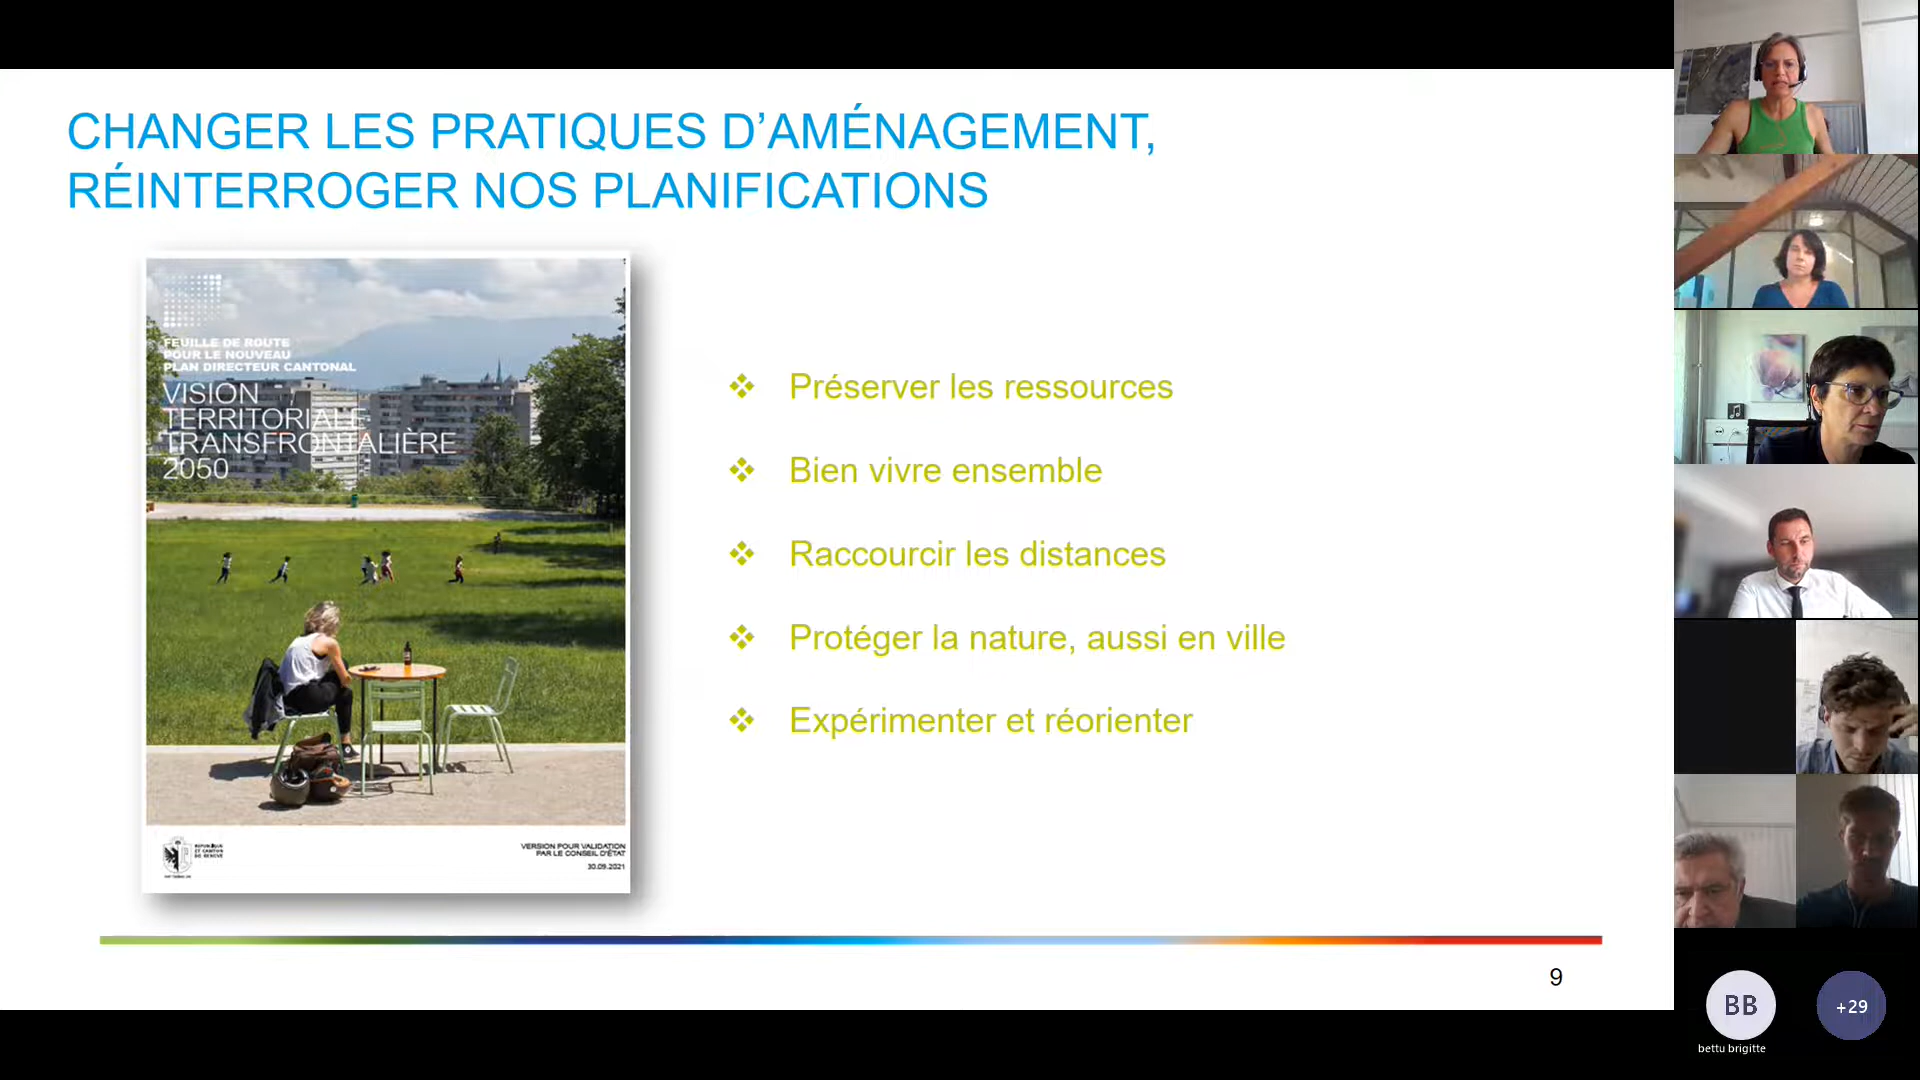 CHANGER LES PRATIQUES D’AMÉNAGEMENT,
RÉINTERROGER NOS PLANIFICATIONS
FEUILLE DE ROUTE
POUR LE NOUVEAU
PLAN DIRECTEUR CANTONAL
VISION
TERRITORIALE
TRANSFRONTALIÈRE
2050
RÉPUBLIQUE
ET CANTON
DE GENÈVE
VERSION POUR VALIDATION
PAR LE CONSEIL D'ÉTAT
30.09.2021
❖ Préserver les ressources
❖ Bien vivre ensemble
❖ Raccourcir les distances
❖ Protéger la nature, aussi en ville
❖ Expérimenter et réorienter
9
BB
+29
bettu brigitte